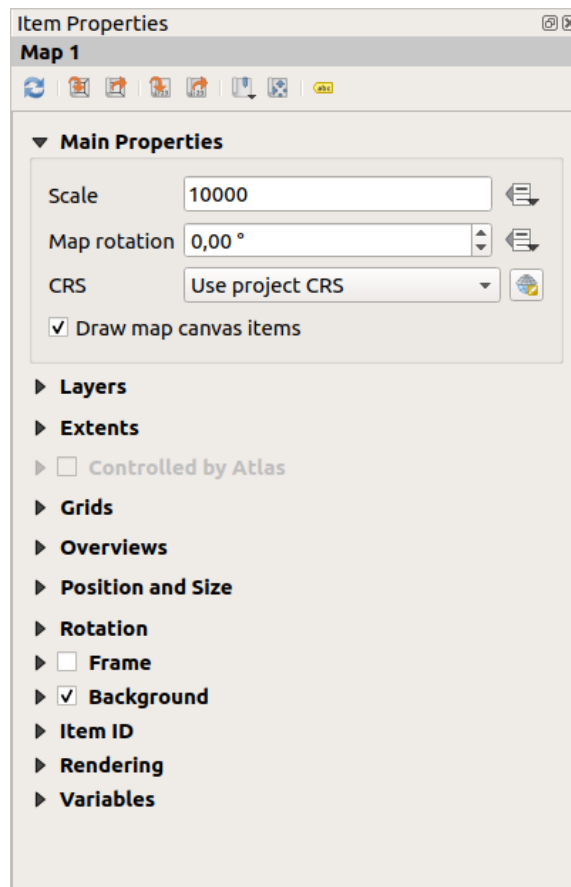 Item Properties
Map 1
abc
Main Properties
Scale 10000
Map rotation 0,00 °
CRS Use project CRS
Draw map canvas items
Layers
Extents
Controlled by Atlas
Grids
Overviews
Position and Size
Rotation
Frame
Background
Item ID
Rendering
Variables